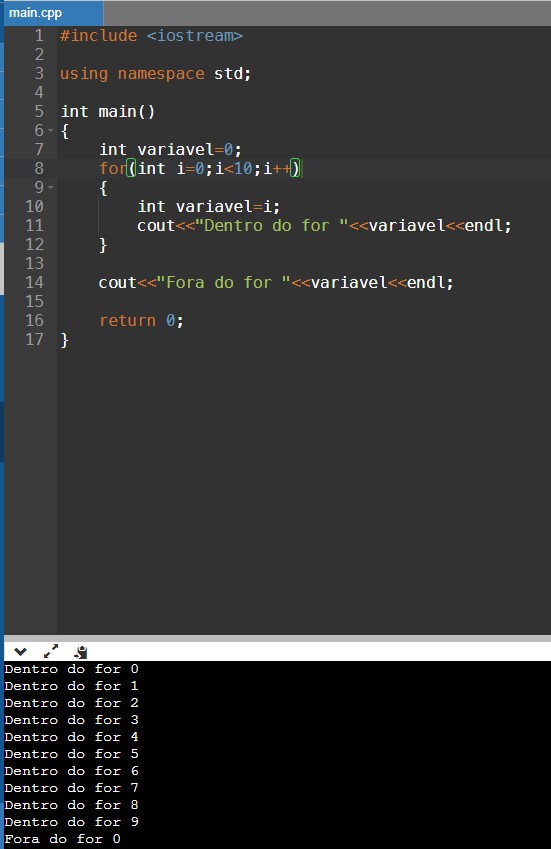 main.cpp
1 #include <iostream>
2
3 using namespace std;
4
5 int main()
6 {
7     int variavel=0;
8     for(int i=0;i<10;i++)
9     {
10         int variavel=i;
11         cout<<"Dentro do for "<<variavel<<endl;
12     }
13
14     cout<<"Fora do for "<<variavel<<endl;
15
16     return 0;
17 }
Dentro do for 0
Dentro do for 1
Dentro do for 2
Dentro do for 3
Dentro do for 4
Dentro do for 5
Dentro do for 6
Dentro do for 7
Dentro do for 8
Dentro do for 9
Fora do for 0